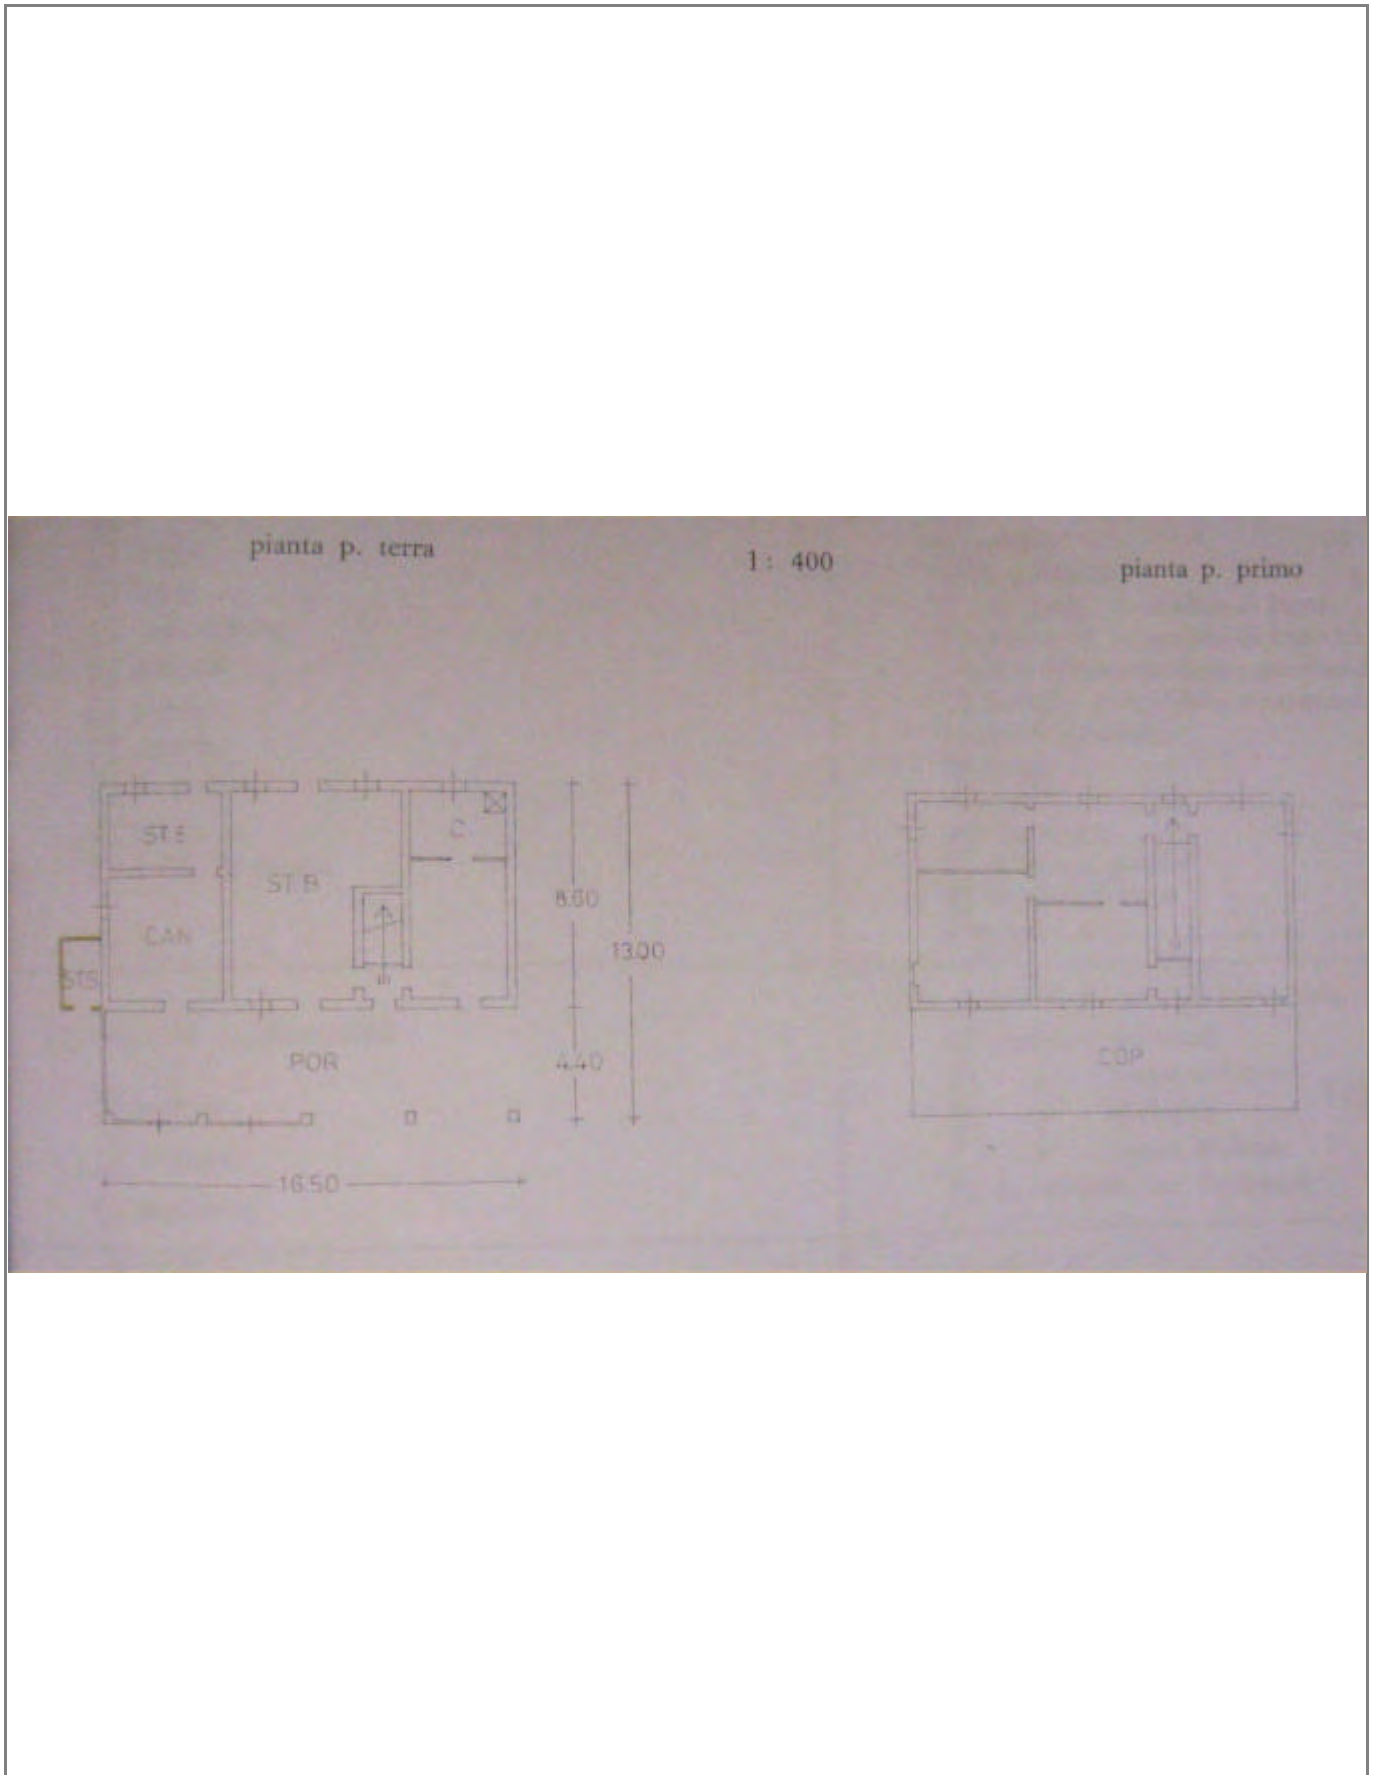 pianta p. terra
1: 400
pianta p. primo
ST.E
C
ST.B
8.60
CAN
13.00
STS
POR
4.40
COP
16.50